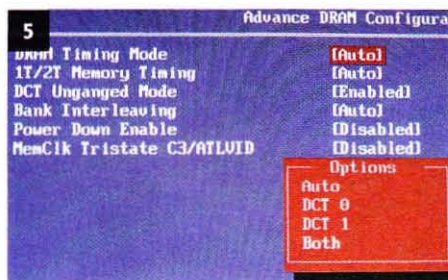 5
Advance DRAM Configura
DRAM Timing Mode [Auto]
1T/2T Memory Timing [Auto]
DCT Unganged Mode [Enabled]
Bank Interleaving [Auto]
Power Down Enable [Disabled]
MemClk Tristate C3/ATLVID [Disabled]
Options
Auto
DCT 0
DCT 1
Both